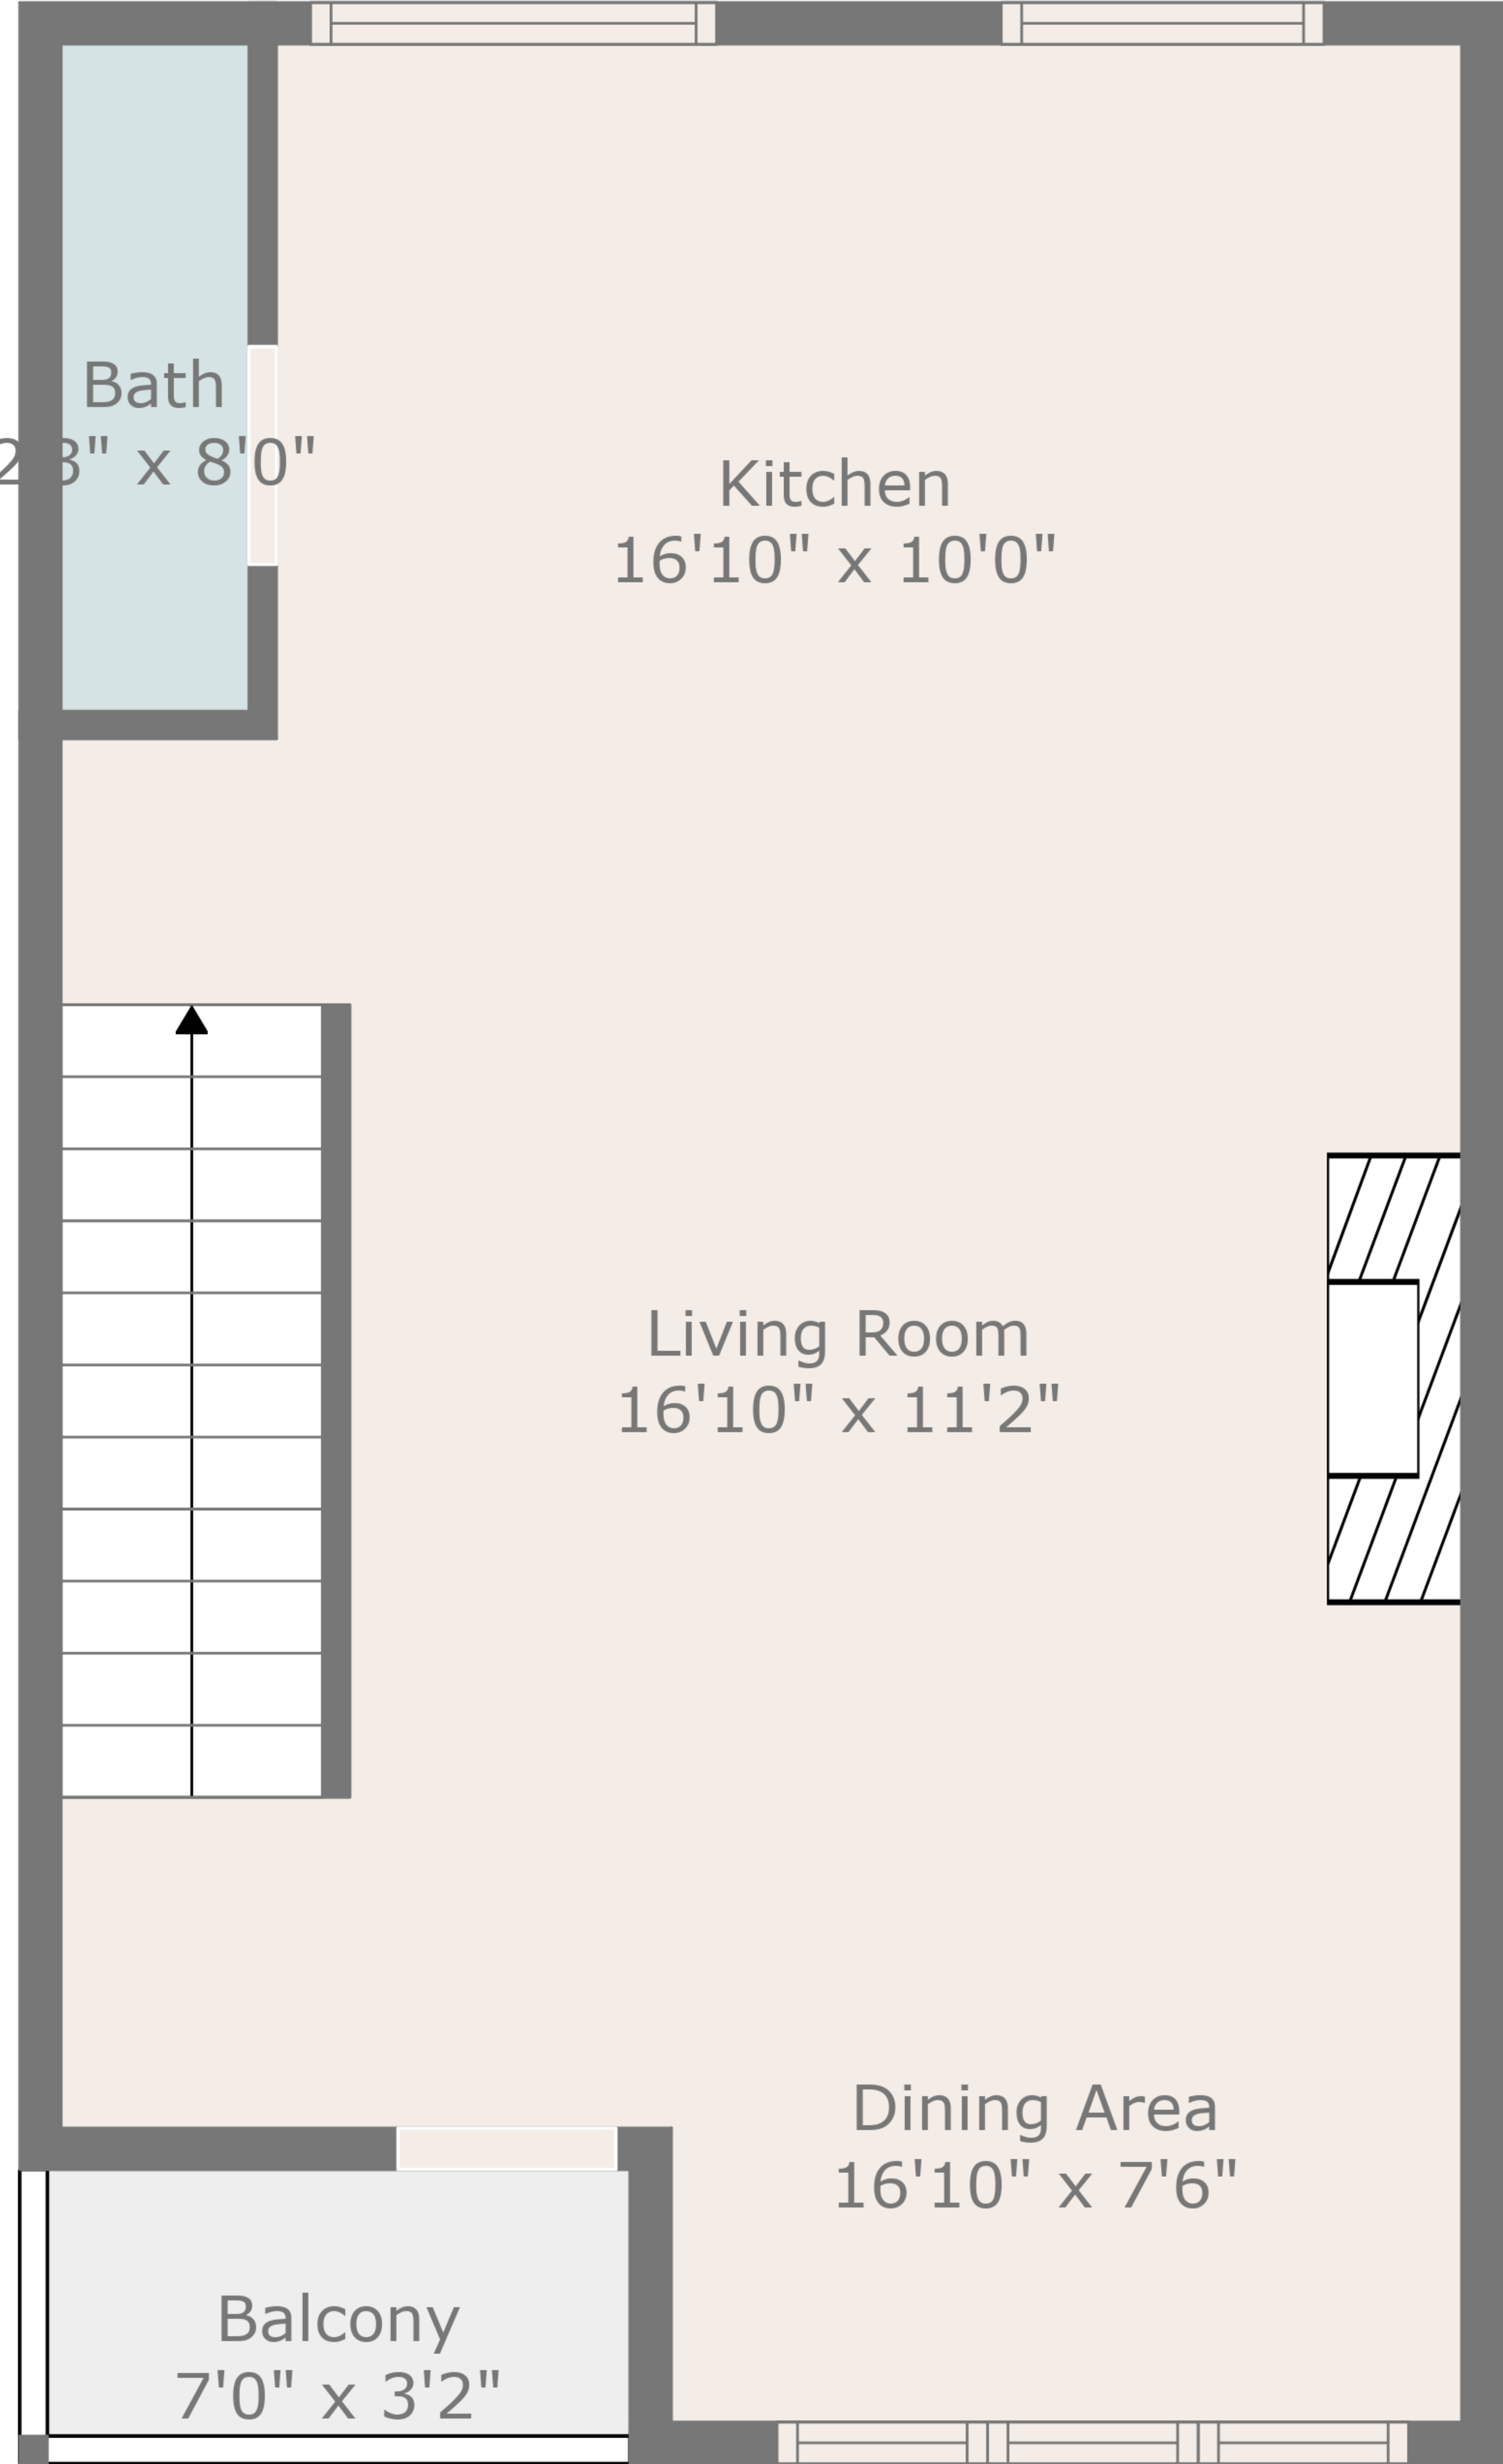 Bath
2'3" x 8'0"
Kitchen
16'10" x 10'0"
Living Room
16'10" x 11'2"
Dining Area
16'10" x 7'6"
Balcony
7'0" x 3'2"